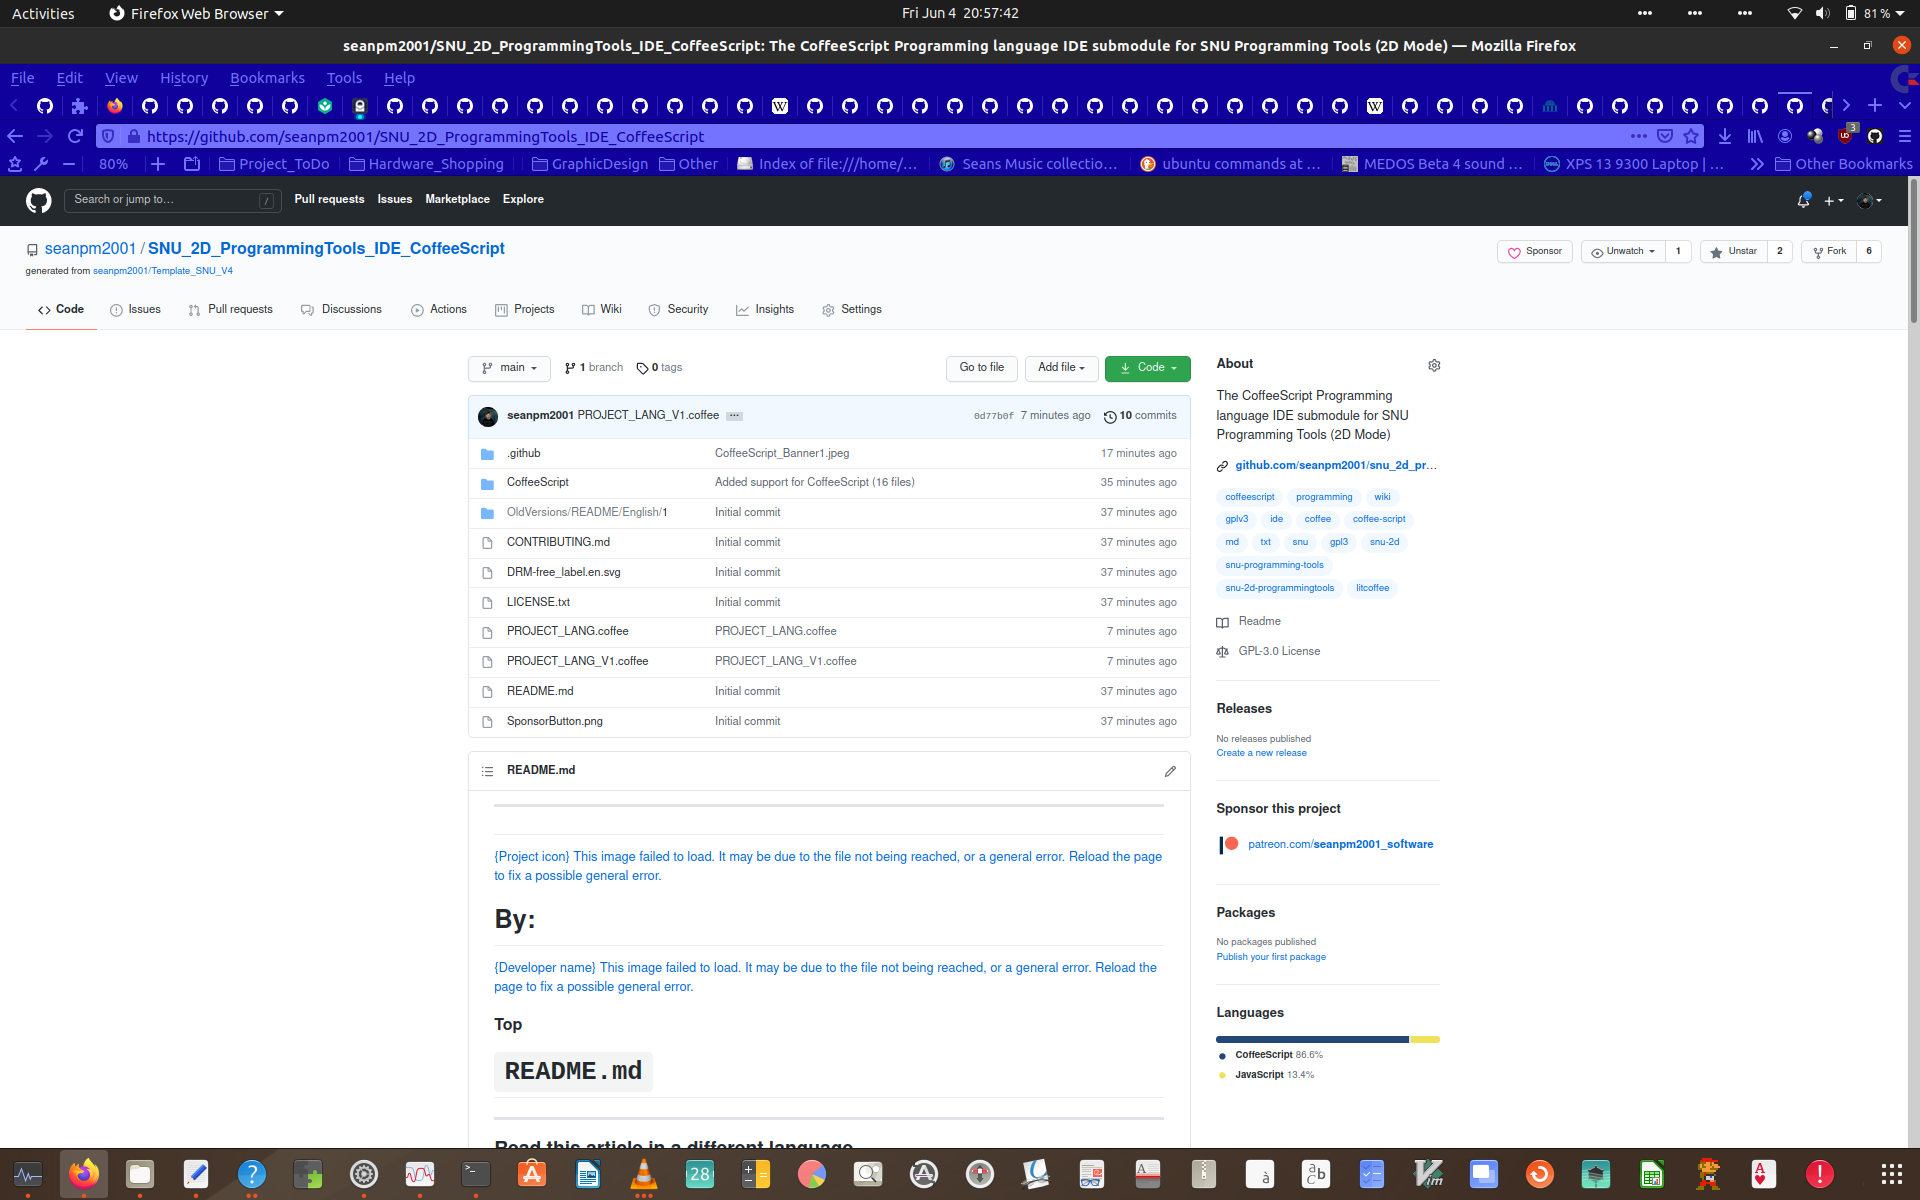 Activities
Firefox Web Browser
Fri Jun 4 20:57:42
81 %
seanpm2001/SNU_2D_ProgrammingTools_IDE_CoffeeScript: The CoffeeScript Programming language IDE submodule for SNU Programming Tools (2D Mode) — Mozilla Firefox
File Edit View History Bookmarks Tools Help
https://github.com/seanpm2001/SNU_2D_ProgrammingTools_IDE_CoffeeScript
3
80% Project_ToDo Hardware_Shopping GraphicDesign Other Index of file:///home/... Seans Music collectio... ubuntu commands at ... MEDOS Beta 4 sound ... XPS 13 9300 Laptop | ... Other Bookmarks
Search or jump to...
/
Pull requests Issues Marketplace Explore
seanpm2001 / SNU_2D_ProgrammingTools_IDE_CoffeeScript
generated from seanpm2001/Template_SNU_V4
Sponsor Unwatch 1 Unstar 2 Fork 6
Code Issues Pull requests Discussions Actions Projects Wiki Security Insights Settings
main 1 branch 0 tags Go to file Add file Code
seanpm2001 PROJECT_LANG_V1.coffee 0d77b0f 7 minutes ago 10 commits
.github CoffeeScript_Banner1.jpeg 17 minutes ago
CoffeeScript Added support for CoffeeScript (16 files) 35 minutes ago
OldVersions/README/English/1 Initial commit 37 minutes ago
CONTRIBUTING.md Initial commit 37 minutes ago
DRM-free_label.en.svg Initial commit 37 minutes ago
LICENSE.txt Initial commit 37 minutes ago
PROJECT_LANG.coffee PROJECT_LANG.coffee 7 minutes ago
PROJECT_LANG_V1.coffee PROJECT_LANG_V1.coffee 7 minutes ago
README.md Initial commit 37 minutes ago
SponsorButton.png Initial commit 37 minutes ago
README.md
{Project icon} This image failed to load. It may be due to the file not being reached, or a general error. Reload the page
to fix a possible general error.
By:
{Developer name} This image failed to load. It may be due to the file not being reached, or a general error. Reload the
page to fix a possible general error.
Top
README.md
Read this article in a different language
About
The CoffeeScript Programming
language IDE submodule for SNU
Programming Tools (2D Mode)
github.com/seanpm2001/snu_2d_pr...
coffeescript programming wiki
gplv3 ide coffee coffee-script
md txt snu gpl3 snu-2d
snu-programming-tools
snu-2d-programmingtools litcoffee
Readme
GPL-3.0 License
Releases
No releases published
Create a new release
Sponsor this project
patreon.com/seanpm2001_software
Packages
No packages published
Publish your first package
Languages
CoffeeScript 86.6%
JavaScript 13.4%
28